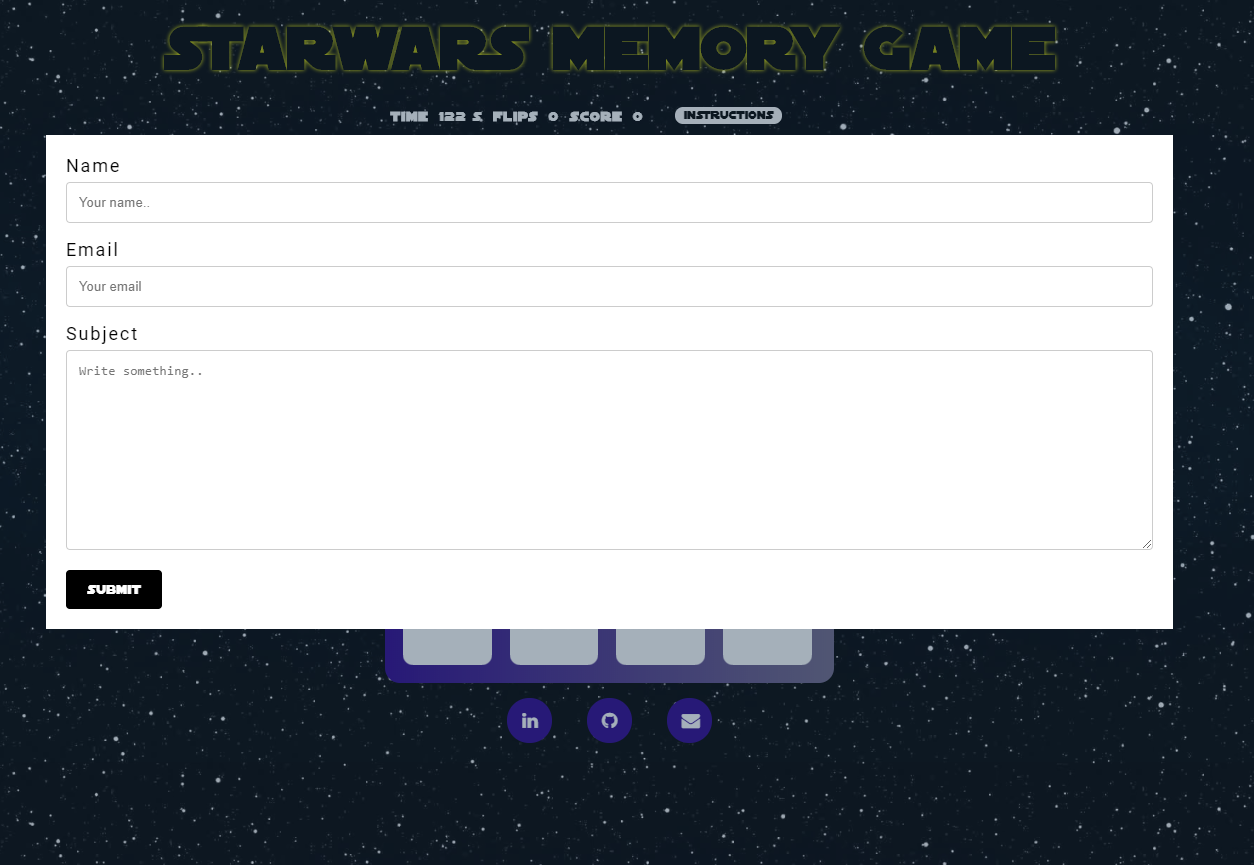 STARWARS MEMORY GAME
TIME 122 S FLIPS 0 SCORE 0 INSTRUCTIONS
Name
Your name..
Email
Your email
Subject
Write something..
SUBMIT
in